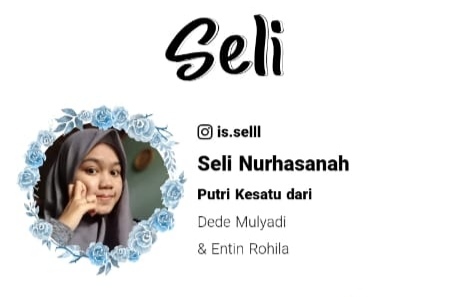 Seli
is.selll
Seli Nurhasanah
Putri Kesatu dari
Dede Mulyadi
& Entin Rohila